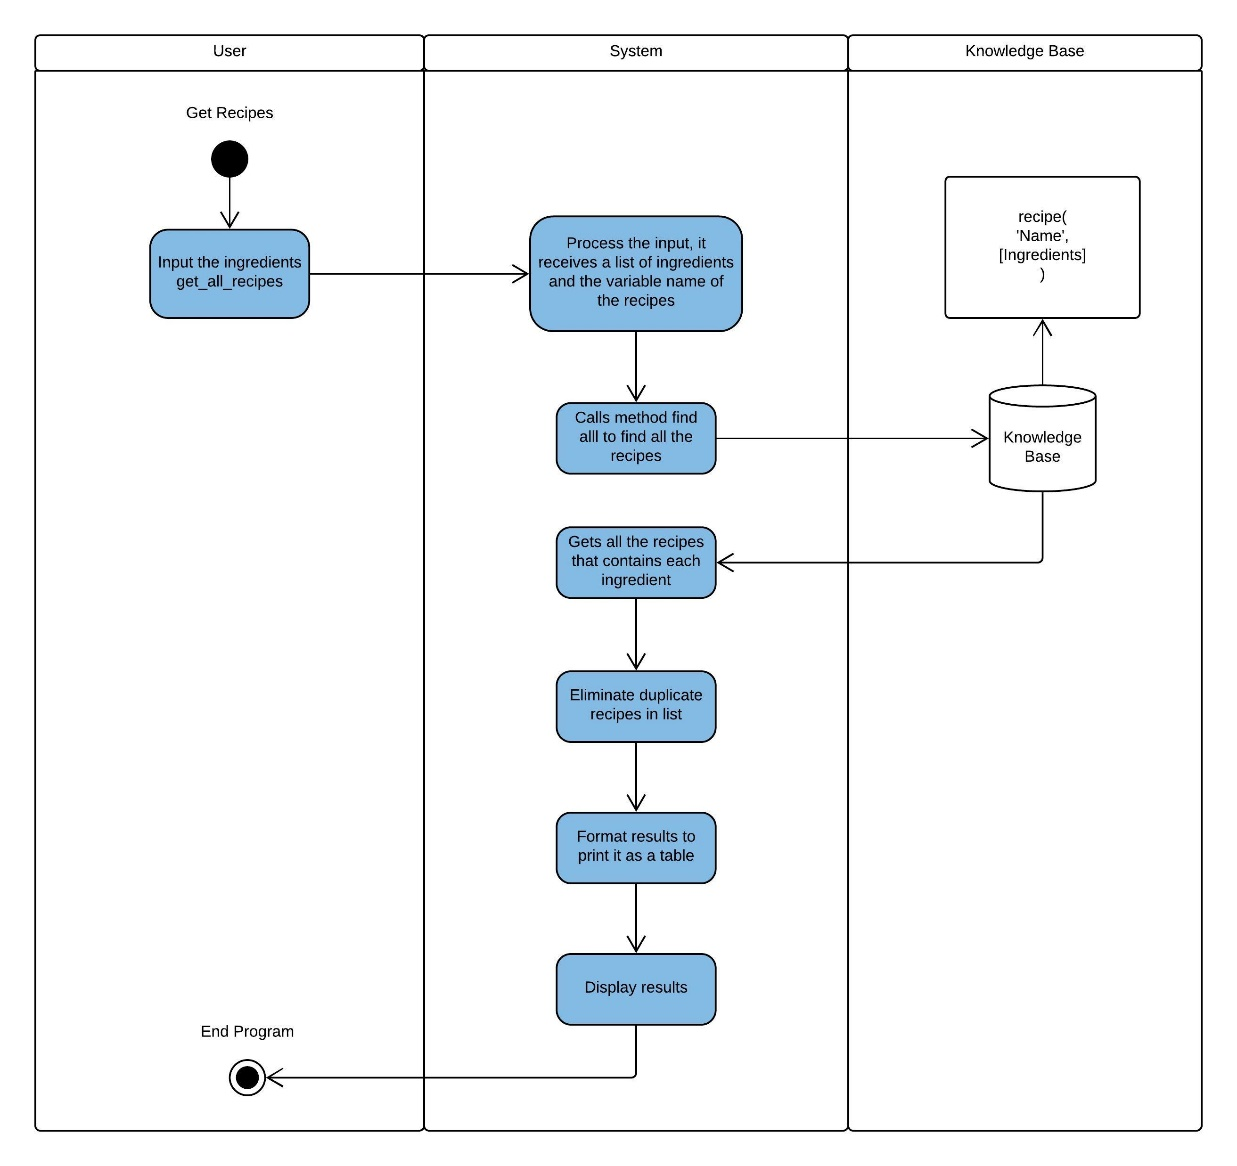 User
System
Knowledge Base
Get Recipes
Input the ingredients
get_all_recipes
Process the input, it
receives a list of ingredients
and the variable name of
the recipes
recipe(
'Name',
[Ingredients]
)
Calls method find
alll to find all the
recipes
Knowledge
Base
Gets all the recipes
that contains each
ingredient
Eliminate duplicate
recipes in list
Format results to
print it as a table
Display results
End Program